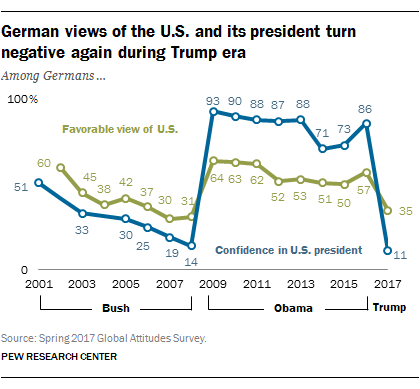 German views of the U.S. and its president turn
negative again during Trump era
Among Germans ...
100%
93 90 88 87 88 71 73 86
Favorable view of U.S.
60 45 38 42 37 30 31
64 63 62 52 53 51 50 57 35
51 33 30 25 19 14
Confidence in U.S. president
11
0
2001 2003 2005 2007 2009 2011 2013 2015 2017
Bush Obama Trump
Source: Spring 2017 Global Attitudes Survey.
PEW RESEARCH CENTER